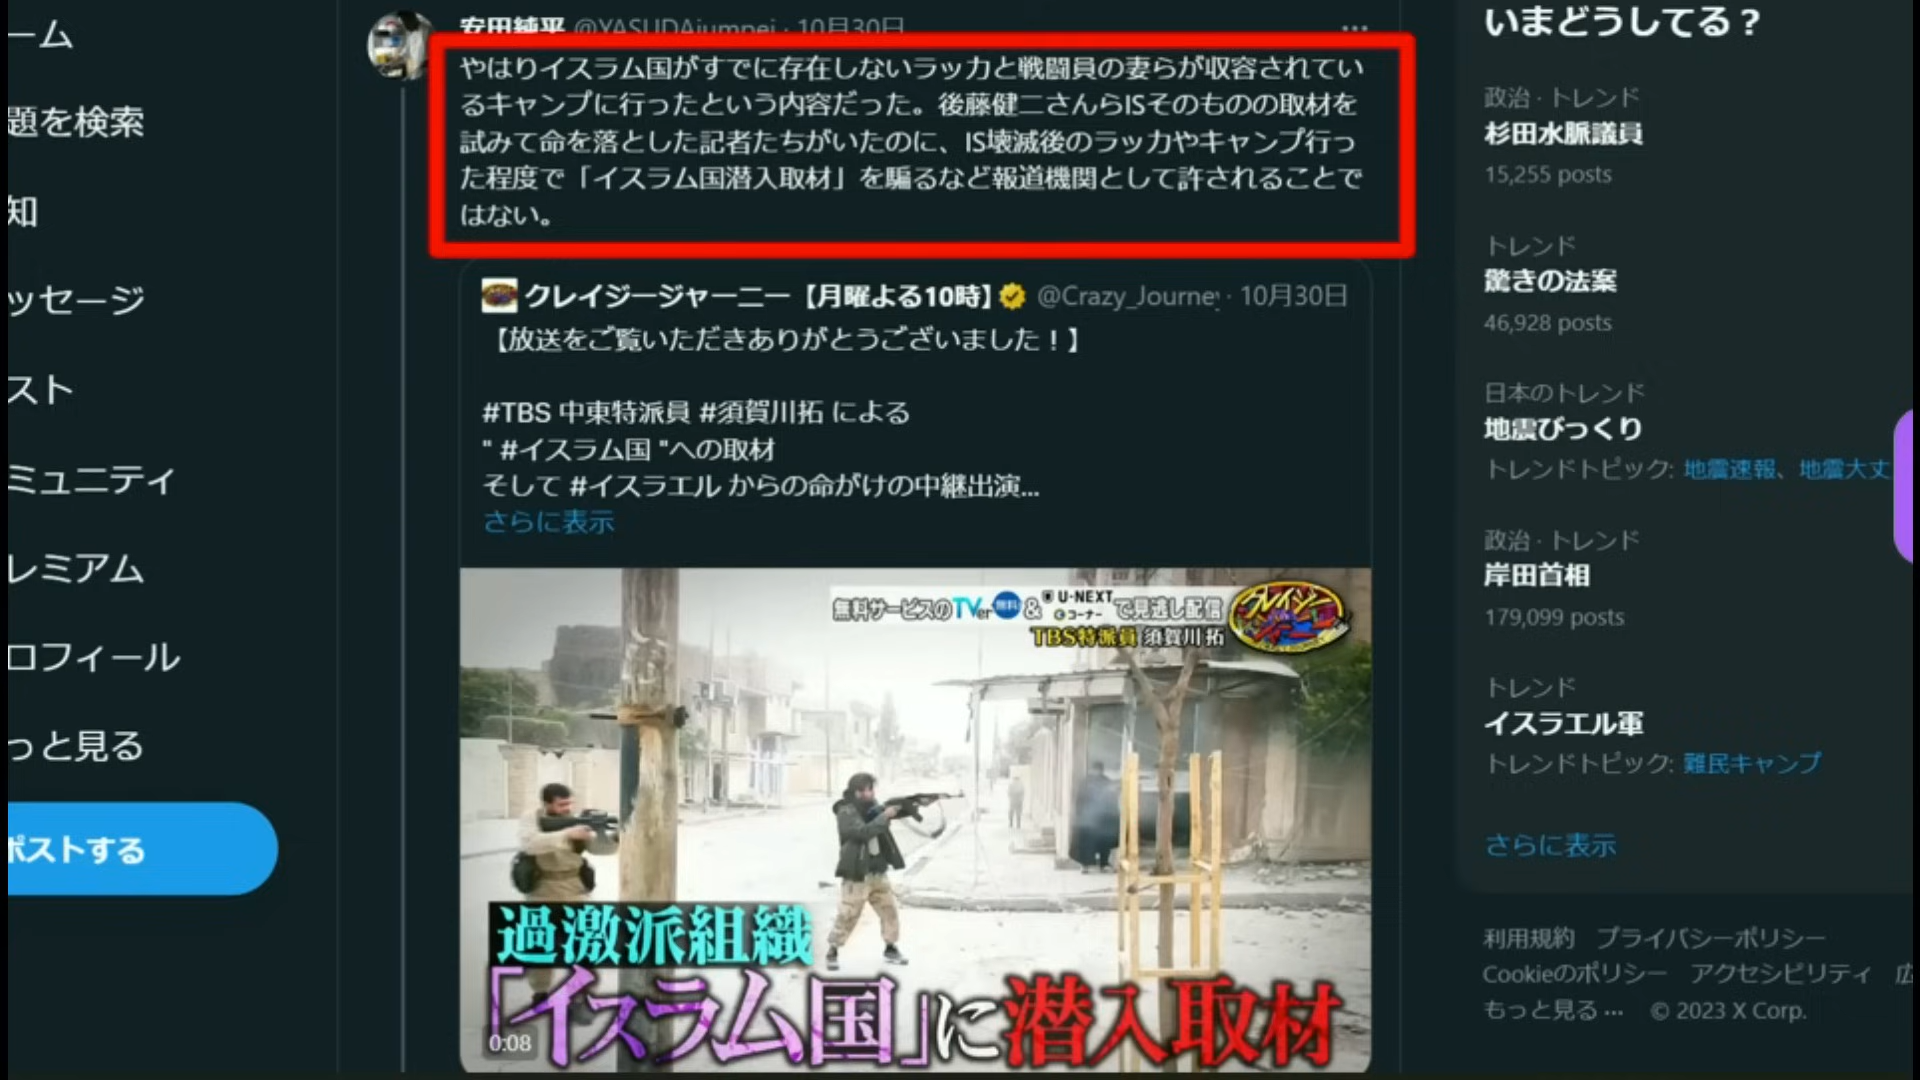 ーム
題を検索
知
ッセージ
スト
ミュニティ
レミアム
ロフィール
っと見る
ポストする
安田純平 @YASUDAjumpei · 10月30日 …
やはりイスラム国がすでに存在しないラッカと戦闘員の妻らが収容されてい
るキャンプに行ったという内容だった。後藤健二さんらISそのものの取材を
試みて命を落とした記者たちがいたのに、IS壊滅後のラッカやキャンプ行っ
た程度で「イスラム国潜入取材」を騙るなど報道機関として許されることで
はない。
クレイジージャーニー【月曜よる10時】 @Crazy_Journey · 10月30日
【放送をご覧いただきありがとうございました！】
#TBS 中東特派員 #須賀川拓 による
" #イスラム国 "への取材
そして #イスラエル からの命がけの中継出演...
さらに表示
無料サービスのTVer無料&U-NEXTコーナーで見逃し配信
クレイジージャーニー
TBS特派員 須賀川 拓
過激派組織
「イスラム国」に潜入取材
0:08
いまどうしてる？
政治 · トレンド
杉田水脈議員
15,255 posts
トレンド
驚きの法案
46,928 posts
日本のトレンド
地震びっくり
トレンドトピック: 地震速報、地震大丈
政治 · トレンド
岸田首相
179,099 posts
トレンド
イスラエル軍
トレンドトピック: 難民キャンプ
さらに表示
利用規約 プライバシーポリシー
Cookieのポリシー アクセシビリティ 広
もっと見る … © 2023 X Corp.